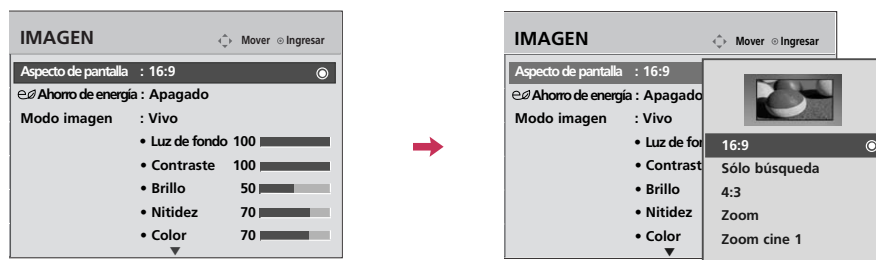 IMAGEN Mover Ingresar
Aspecto de pantalla : 16:9
Ahorro de energía : Apagado
Modo imagen : Vivo
• Luz de fondo 100
• Contraste 100
• Brillo 50
• Nitidez 70
• Color 70
IMAGEN Mover Ingresar
Aspecto de pantalla : 16:9
Ahorro de energía : Apagado
Modo imagen : Vivo
• Luz de for
• Contrast
• Brillo
• Nitidez
• Color
16:9
Sólo búsqueda
4:3
Zoom
Zoom cine 1